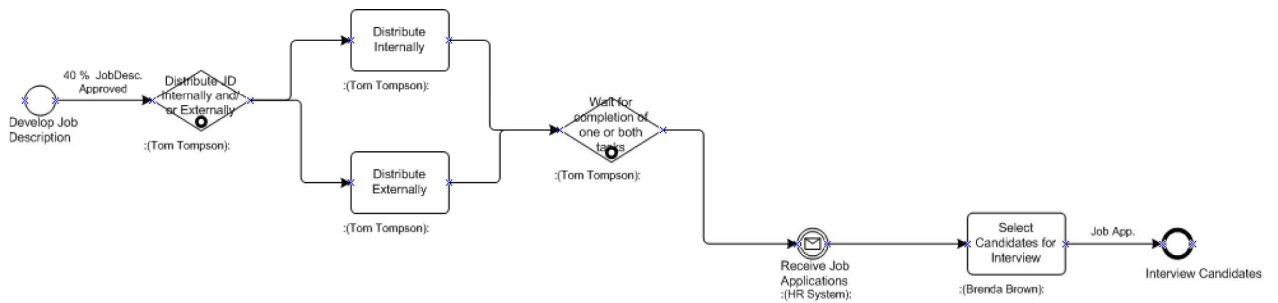 40 % JobDesc.
Approved
Develop Job
Description
Distribute JD
Internally and/
or Externally
:(Tom Tompson):
Distribute
Internally
:(Tom Tompson):
Distribute
Externally
:(Tom Tompson):
Wait for
completion of
one or both
tasks
:(Tom Tompson):
Receive Job
Applications
:(HR System):
Select
Candidates for
Interview
:(Brenda Brown):
Job App.
Interview Candidates